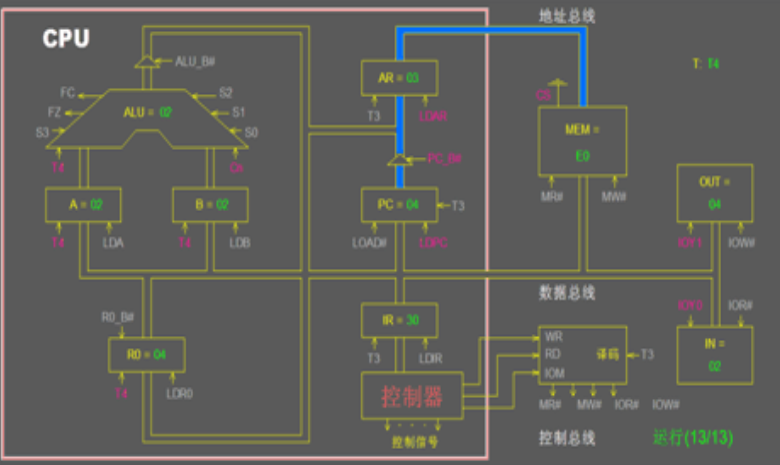 地址总线
CPU
ALU_B#
T: T4
AR = 03
FC
S2
T3
LDAR
CS
FZ
ALU = 02
S1
MEM =
E0
S3
S0
T4
Cn
PC_B#
MR#
MW#
OUT =
04
A = 02
B = 02
PC = 04
T3
T4
LDA
T4
LDB
LOAD#
LDPC
IOY1
IOW#
数据总线
R0_B#
IR = 30
IOY0
IOR#
WR
RD
译码
T3
IOM
IN =
02
R0 = 04
T3
LDIR
T4
LDR0
控制器
MR#
MW#
IOR#
IOW#
控制信号
控制总线
运行(13/13)